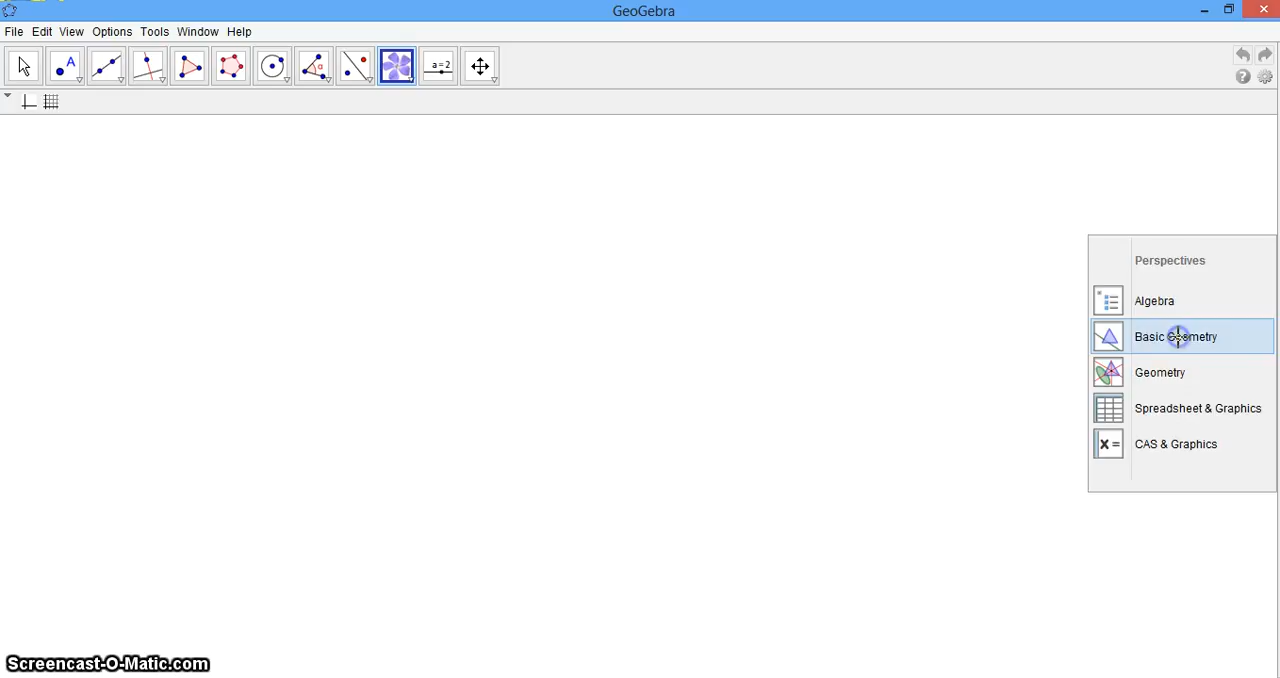 GeoGebra
File Edit View Options Tools Window Help
A
α
a=2
?
Perspectives
Algebra
Basic Geometry
Geometry
Spreadsheet & Graphics
X = CAS & Graphics
Screencast-O-Matic.com